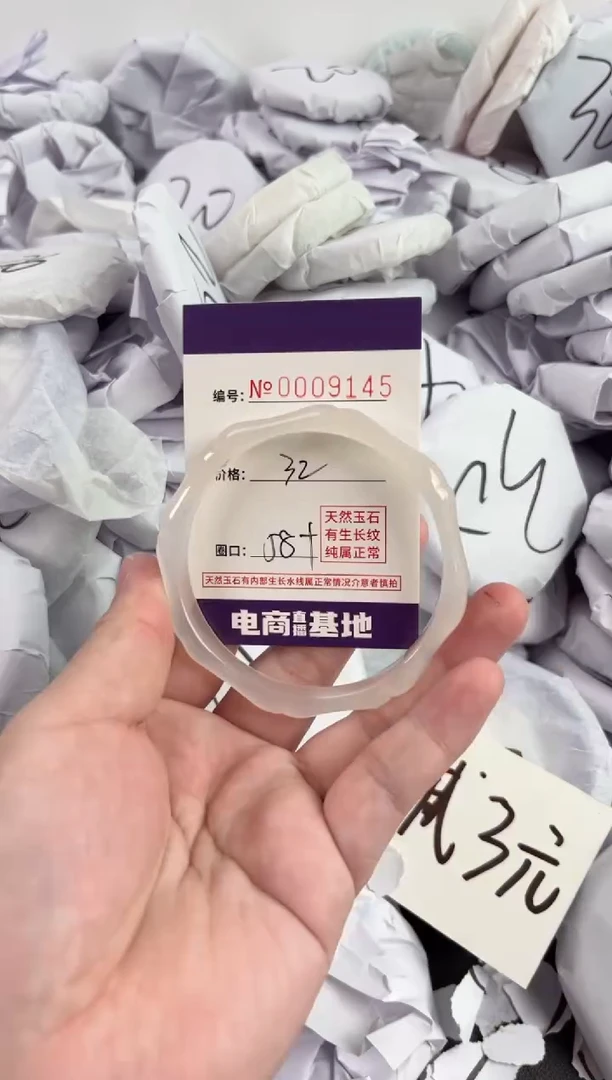 编号：№0009145
价格：32
圈口：58+
天然玉石
有生长纹
纯属正常
天然玉石有内部生长水线属正常情况介意者慎拍
电商直播基地
减3元